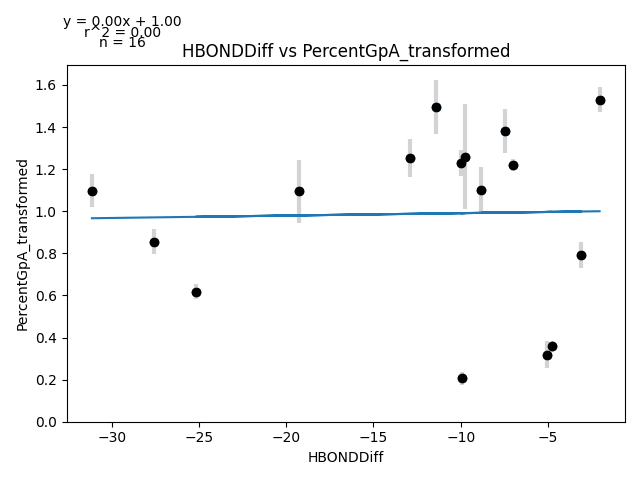 y = 0.00x + 1.00
r^2 = 0.00
n = 16
HBONDDiff vs PercentGpA_transformed
PercentGpA_transformed
1.6
1.4
1.2
1.0
0.8
0.6
0.4
0.2
0.0
−30
−25
−20
−15
−10
−5
HBONDDiff